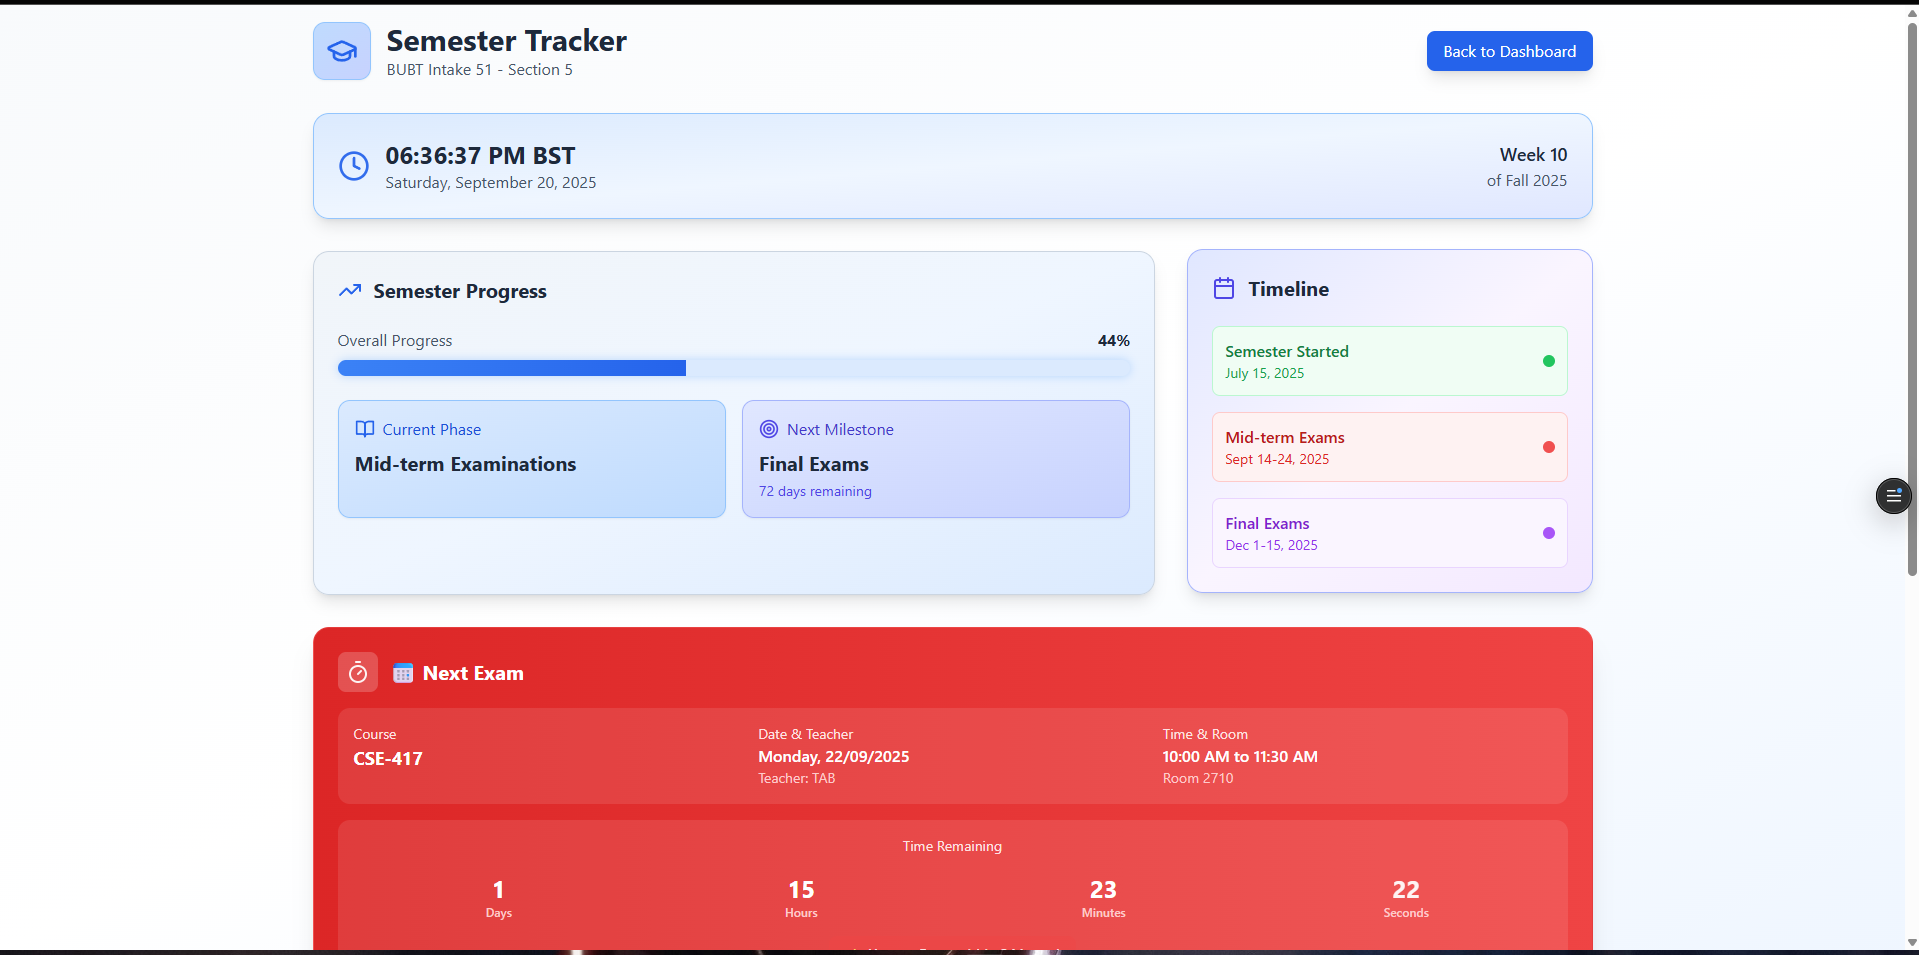 Semester Tracker
BUBT Intake 51 - Section 5
Back to Dashboard
06:36:37 PM BST
Saturday, September 20, 2025
Week 10
of Fall 2025
Semester Progress
Overall Progress
44%
Current Phase
Mid-term Examinations
Next Milestone
Final Exams
72 days remaining
Timeline
Semester Started
July 15, 2025
Mid-term Exams
Sept 14-24, 2025
Final Exams
Dec 1-15, 2025
Next Exam
Course
CSE-417
Date & Teacher
Monday, 22/09/2025
Teacher: TAB
Time & Room
10:00 AM to 11:30 AM
Room 2710
Time Remaining
1
Days
15
Hours
23
Minutes
22
Seconds